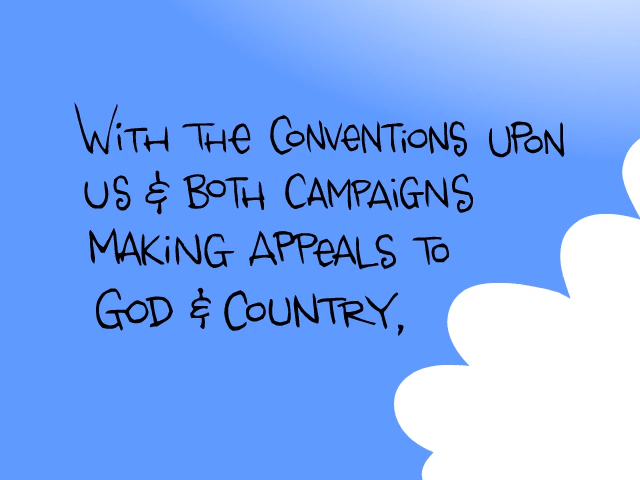 WiTH THe CONVeNTiONS UPON
US & BOTH CAMPAiGNS
MAKiNG APPeALS TO
GOD & COUNTRY,